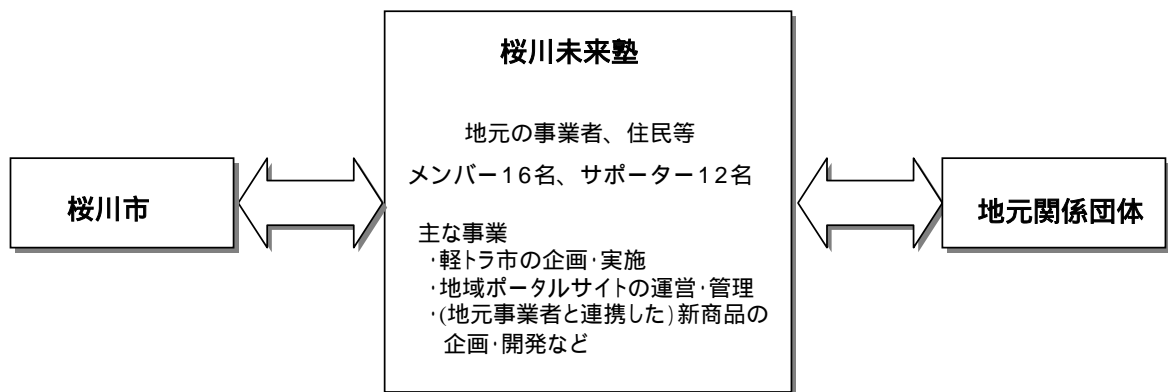 桜川未来塾
地元の事業者、住民等
メンバー16名、サポーター12名
主な事業
・軽トラ市の企画・実施
・地域ポータルサイトの運営・管理
・(地元事業者と連携した)新商品の
企画・開発など
桜川市
地元関係団体